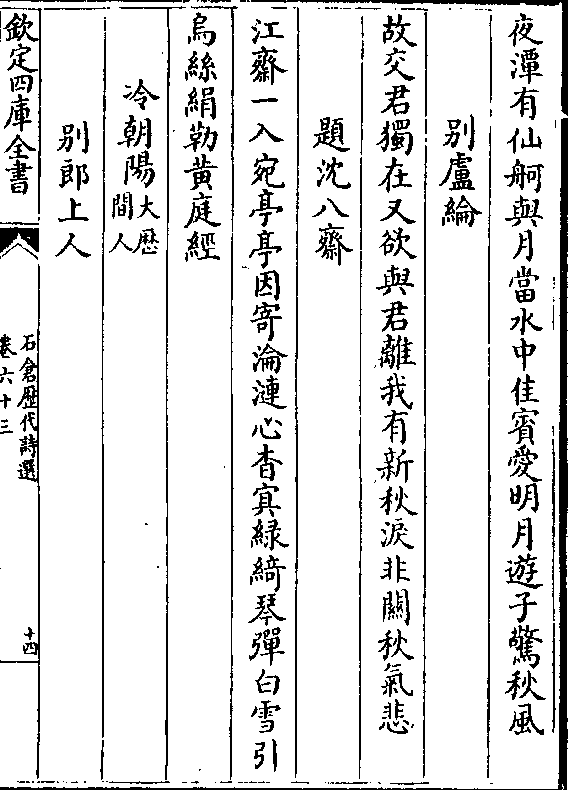 夜潭有仙舸與月當水中佳賓愛明月遊子驚秋風
別盧綸
故交君獨在又欲與君離我有新秋淚非關秋氣悲
題沈八齋
江齋一入宛亭亭因寄淪漣心杳㝠緑綺琴彈白雪引
烏絲絹勒黄庭經
冷朝陽大厯間人
別郎上人
欽定四庫全書
石倉歴代詩選
卷六十三
十四